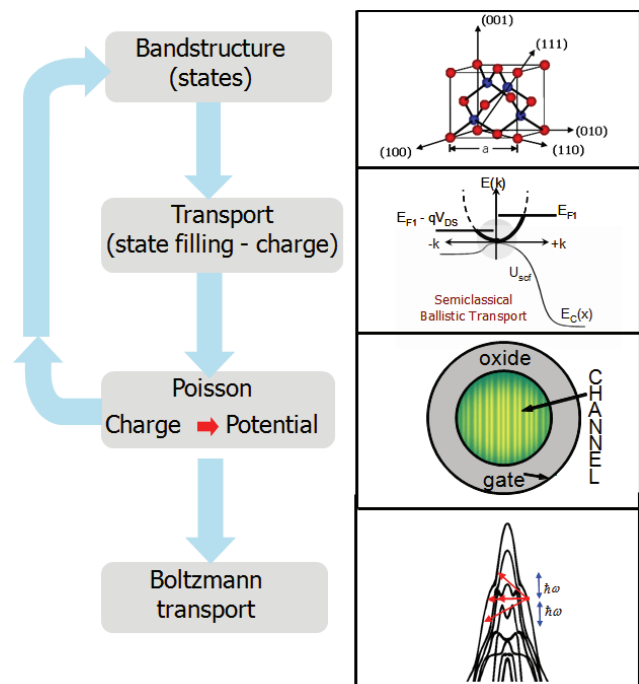 Bandstructure
(states)
Transport
(state filling - charge)
Poisson
Charge Potential
Boltzmann
transport
(001)
(111)
(010)
(100)
a
(110)
E(k)
E_F1 - qV_DS
E_F1
-k
+k
U_scf
Semiclassical
Ballistic Transport
E_C(x)
oxide
CHANNEL
gate
ħω
ħω